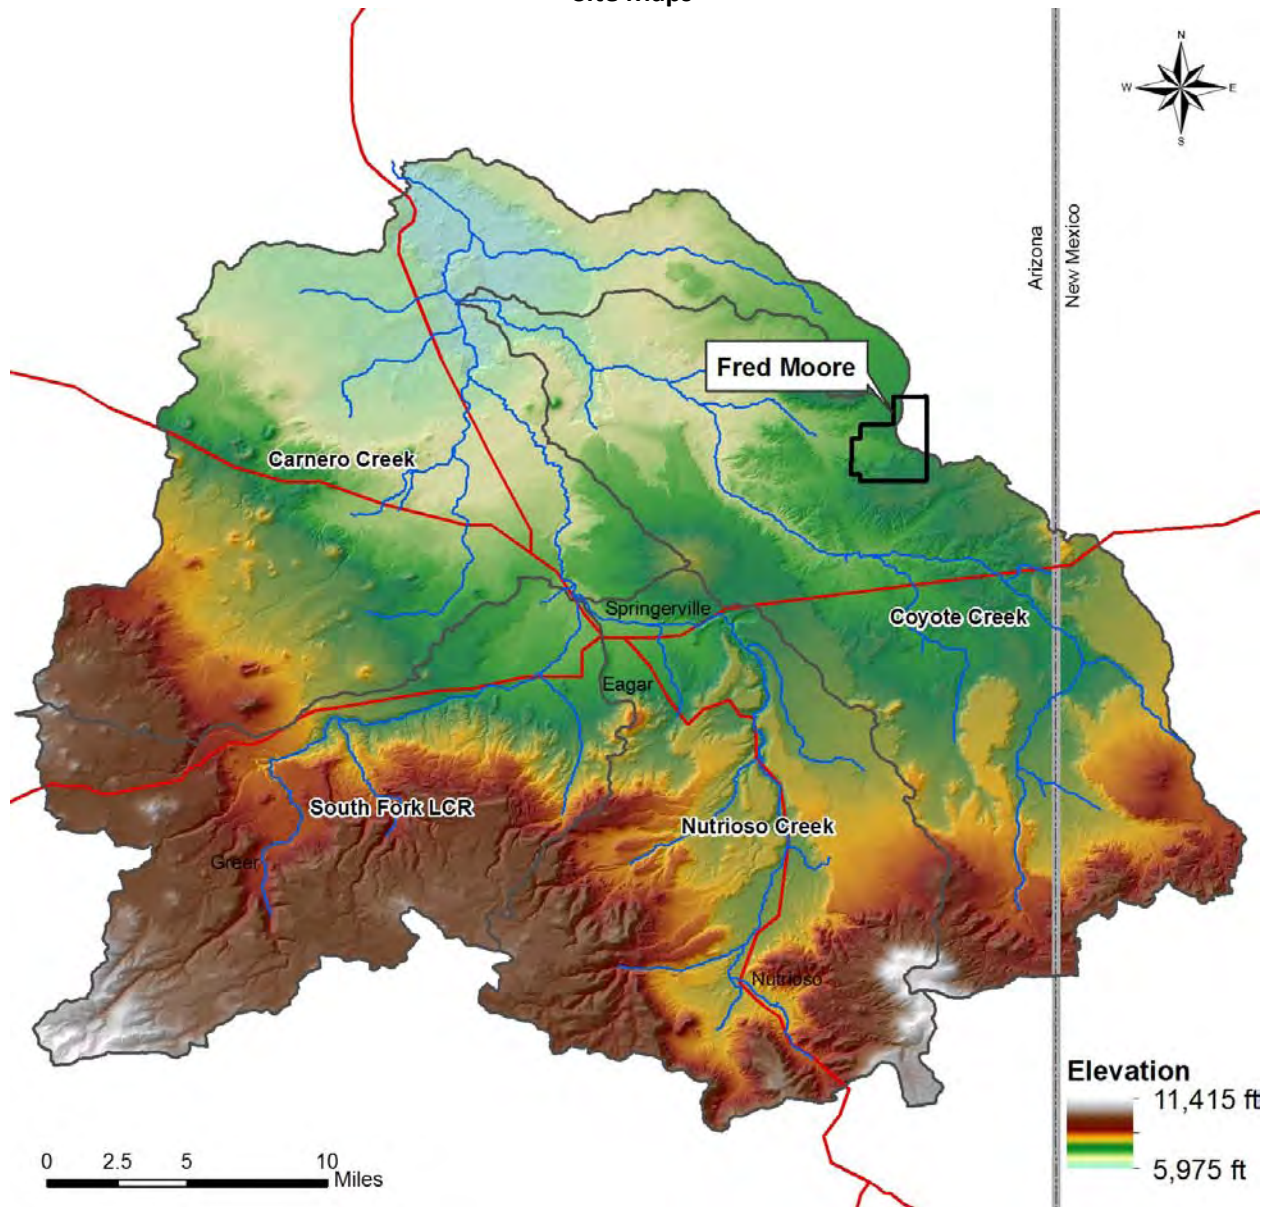 Site Maps
N
W
E
S
Arizona
New Mexico
Fred Moore
Carnero Creek
Springerville
Coyote Creek
Eagar
South Fork LCR
Nutrioso Creek
Greer
Nutrioso
Elevation
11,415 ft
5,975 ft
0 2.5 5 10
Miles